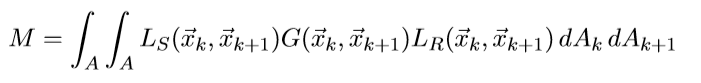 M = ∫_A ∫_A L_S(x⃗_k, x⃗_{k+1})G(x⃗_k, x⃗_{k+1})L_R(x⃗_k, x⃗_{k+1}) dA_k dA_{k+1}